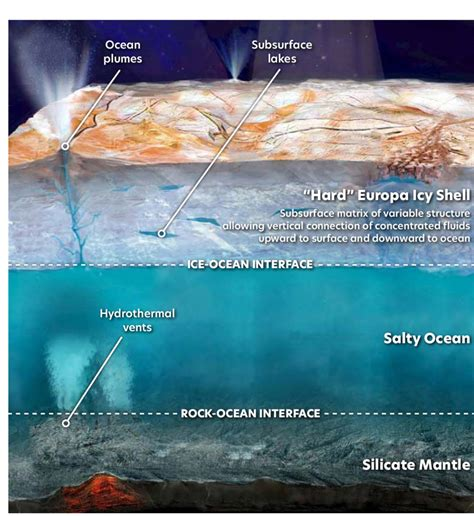 Ocean
plumes
Subsurface
lakes
“Hard” Europa Icy Shell
Subsurface matrix of variable structure
allowing vertical connection of concentrated fluids
upward to surface and downward to ocean
ICE-OCEAN INTERFACE
Hydrothermal
vents
Salty Ocean
ROCK-OCEAN INTERFACE
Silicate Mantle